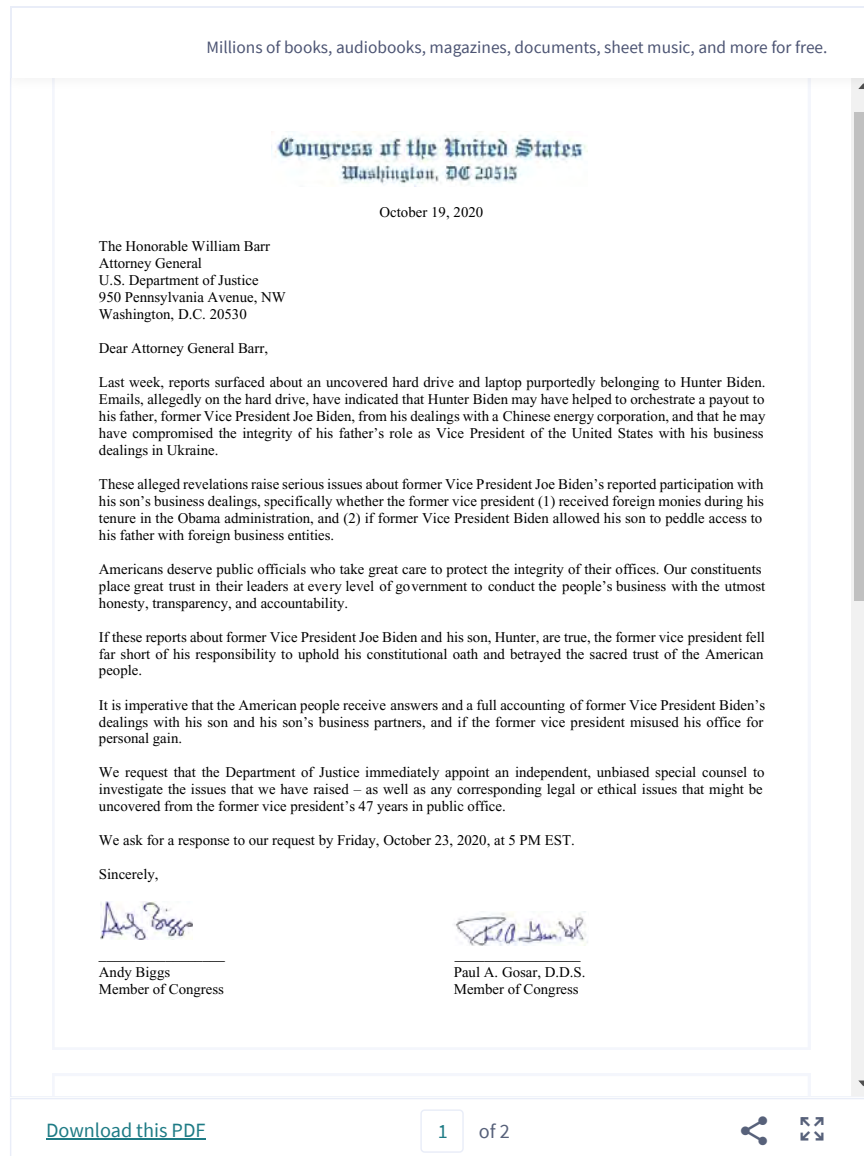 Millions of books, audiobooks, magazines, documents, sheet music, and more for free.
Congress of the United States
Washington, DC 20515
October 19, 2020
The Honorable William Barr
Attorney General
U.S. Department of Justice
950 Pennsylvania Avenue, NW
Washington, D.C. 20530
Dear Attorney General Barr,
Last week, reports surfaced about an uncovered hard drive and laptop purportedly belonging to Hunter Biden.
Emails, allegedly on the hard drive, have indicated that Hunter Biden may have helped to orchestrate a payout to
his father, former Vice President Joe Biden, from his dealings with a Chinese energy corporation, and that he may
have compromised the integrity of his father's role as Vice President of the United States with his business
dealings in Ukraine.
These alleged revelations raise serious issues about former Vice President Joe Biden's reported participation with
his son's business dealings, specifically whether the former vice president (1) received foreign monies during his
tenure in the Obama administration, and (2) if former Vice President Biden allowed his son to peddle access to
his father with foreign business entities.
Americans deserve public officials who take great care to protect the integrity of their offices. Our constituents
place great trust in their leaders at every level of government to conduct the people's business with the utmost
honesty, transparency, and accountability.
If these reports about former Vice President Joe Biden and his son, Hunter, are true, the former vice president fell
far short of his responsibility to uphold his constitutional oath and betrayed the sacred trust of the American
people.
It is imperative that the American people receive answers and a full accounting of former Vice President Biden's
dealings with his son and his son's business partners, and if the former vice president misused his office for
personal gain.
We request that the Department of Justice immediately appoint an independent, unbiased special counsel to
investigate the issues that we have raised – as well as any corresponding legal or ethical issues that might be
uncovered from the former vice president's 47 years in public office.
We ask for a response to our request by Friday, October 23, 2020, at 5 PM EST.
Sincerely,
Andy Biggs
Andy Biggs Paul A. Gosar, D.D.S.
Member of Congress Member of Congress
Download this PDF 1 of 2